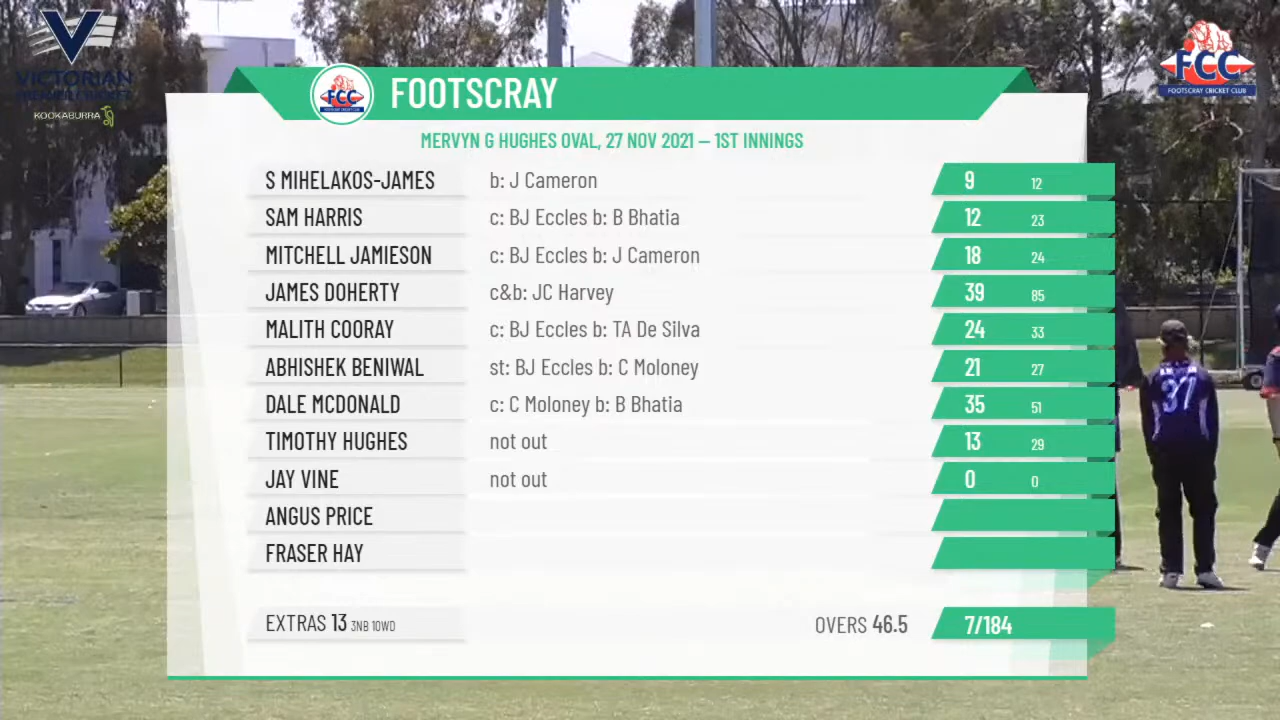 VICTORIAN
PREMIER CRICKET
KOOKABURRA
FCC
FOOTSCRAY CRICKET CLUB
FCC
FOOTSCRAY
MERVYN G HUGHES OVAL, 27 NOV 2021 – 1ST INNINGS
S MIHELAKOS-JAMES b: J Cameron 9 12
SAM HARRIS c: BJ Eccles b: B Bhatia 12 23
MITCHELL JAMIESON c: BJ Eccles b: J Cameron 18 24
JAMES DOHERTY c&b: JC Harvey 39 85
MALITH COORAY c: BJ Eccles b: TA De Silva 24 33
ABHISHEK BENIWAL st: BJ Eccles b: C Moloney 21 27
DALE MCDONALD c: C Moloney b: B Bhatia 35 51
TIMOTHY HUGHES not out 13 29
JAY VINE not out 0 0
ANGUS PRICE
FRASER HAY
EXTRAS 13 3NB 10WD OVERS 46.5 7/184
37